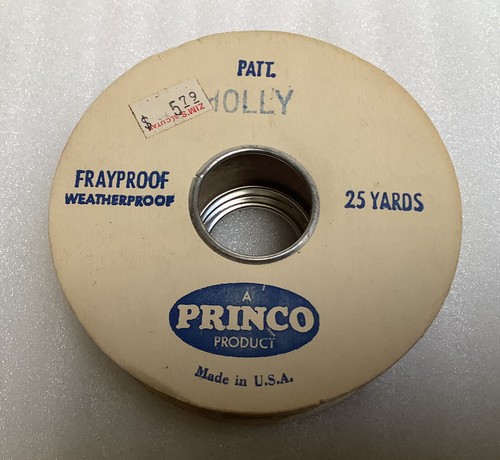 PATT.
HOLLY
$ 5.79
FRAYPROOF
WEATHERPROOF
25 YARDS
A
PRINCO
PRODUCT
Made in U.S.A.